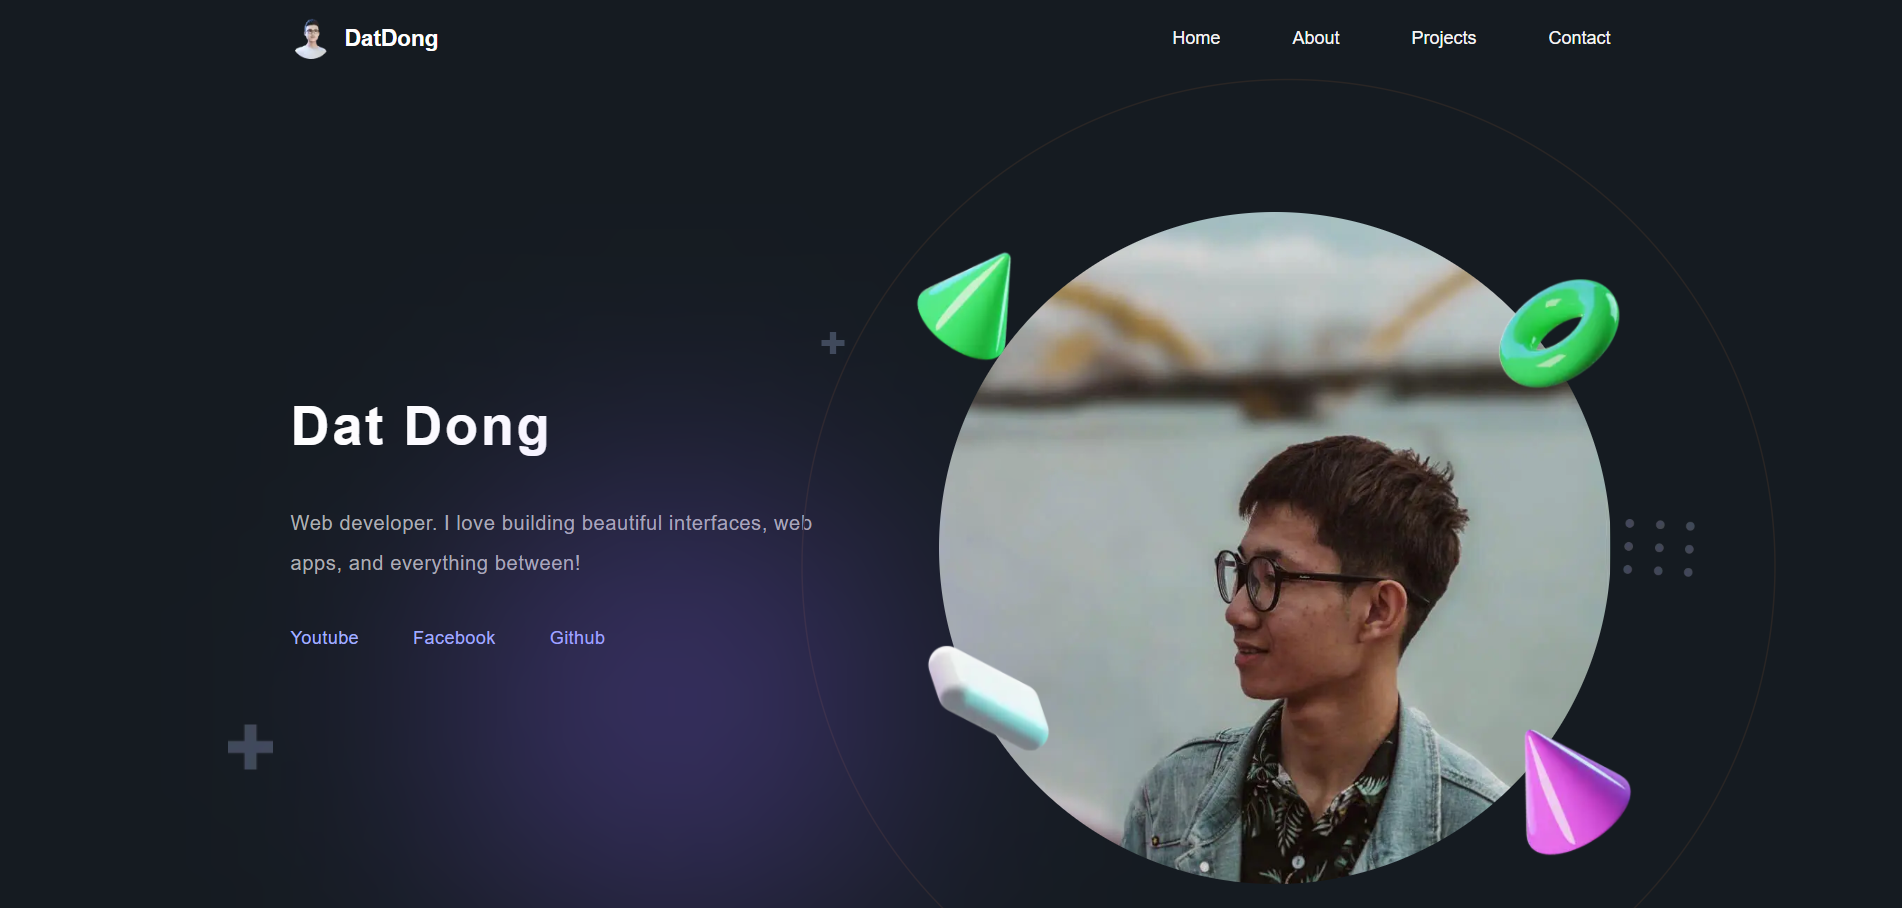 DatDong
Home
About
Projects
Contact
Dat Dong
Web developer. I love building beautiful interfaces, web
apps, and everything between!
Youtube
Facebook
Github